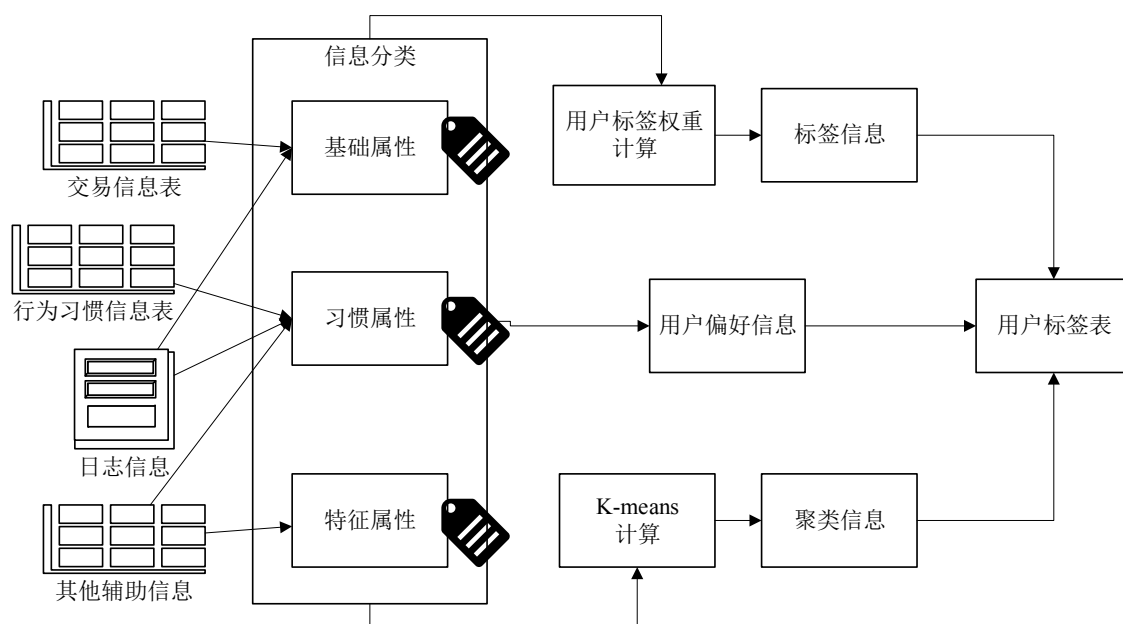 信息分类
交易信息表
行为习惯信息表
日志信息
其他辅助信息
基础属性
习惯属性
特征属性
用户标签权重
计算
标签信息
用户偏好信息
用户标签表
K-means
计算
聚类信息